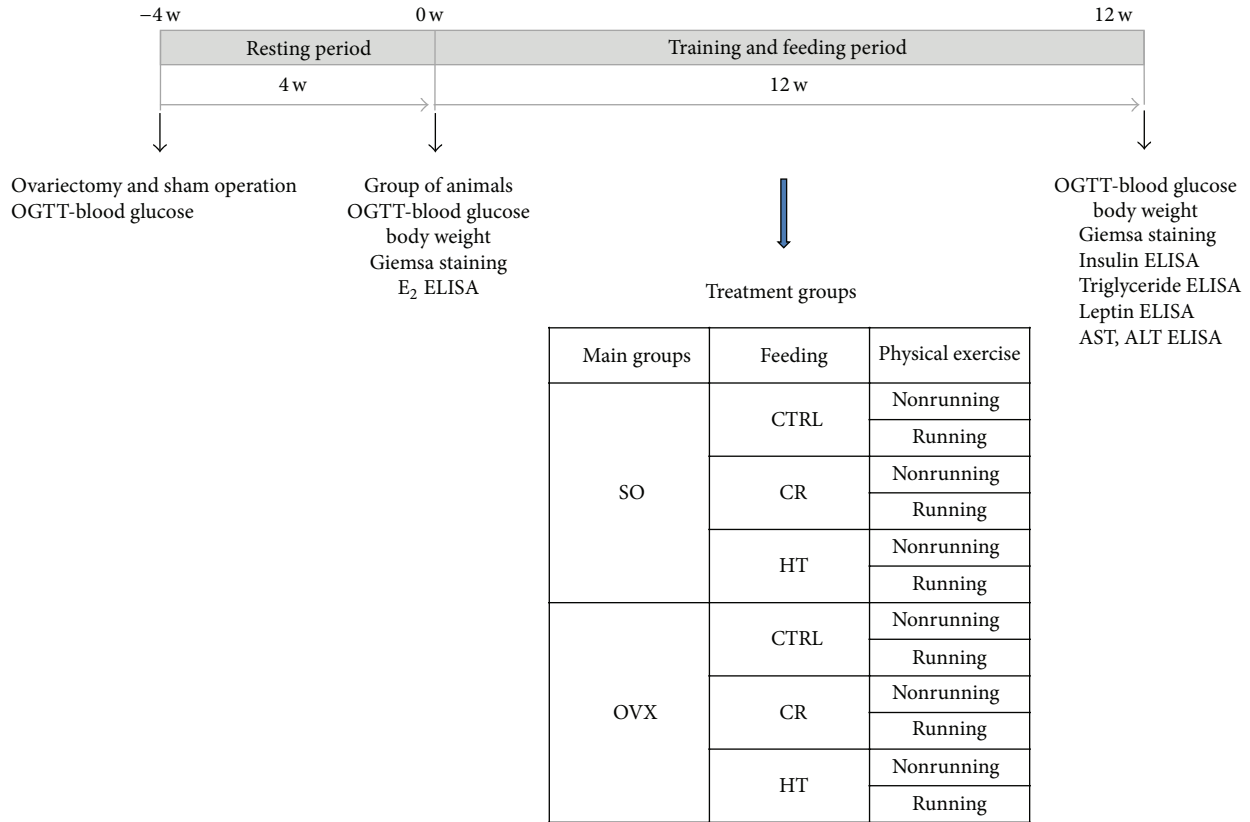 −4 w
0 w
12 w
Resting period
Training and feeding period
4 w
12 w
Ovariectomy and sham operation
OGTT-blood glucose
Group of animals
OGTT-blood glucose
body weight
Giemsa staining
E₂ ELISA
OGTT-blood glucose
body weight
Giemsa staining
Insulin ELISA
Triglyceride ELISA
Leptin ELISA
AST, ALT ELISA
Treatment groups
Main groups
Feeding
Physical exercise
SO
CTRL
Nonrunning
Running
CR
Nonrunning
Running
HT
Nonrunning
Running
OVX
CTRL
Nonrunning
Running
CR
Nonrunning
Running
HT
Nonrunning
Running